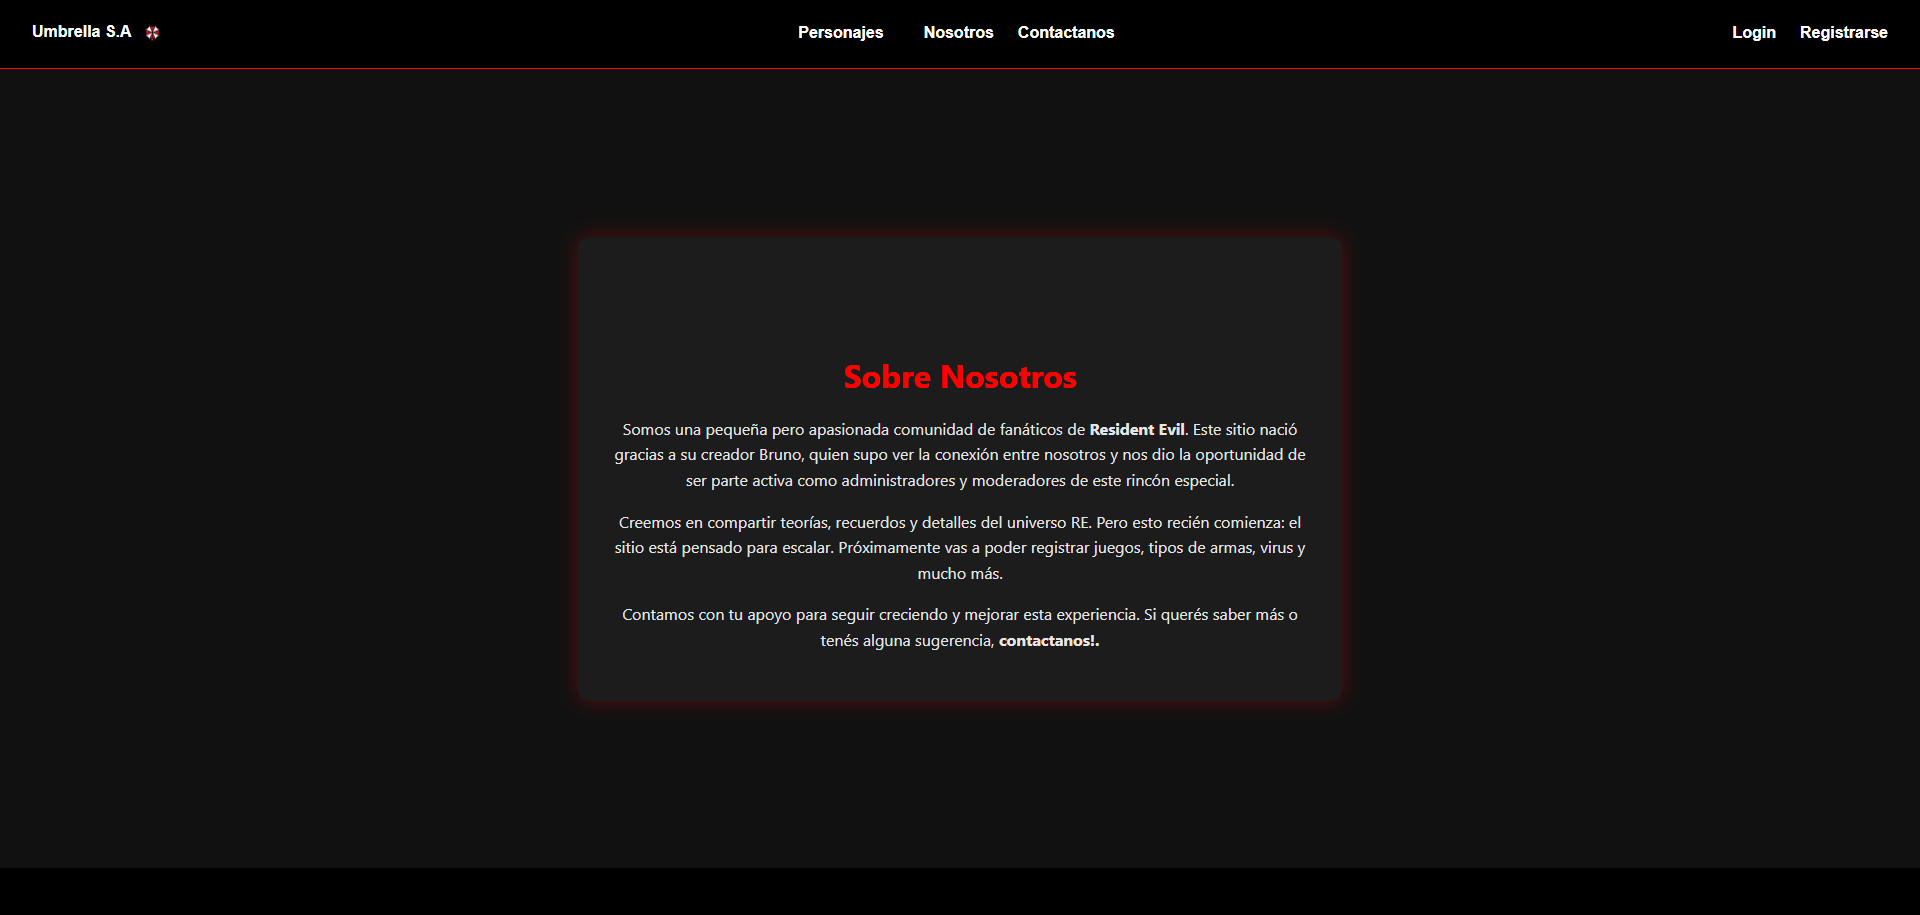 Umbrella S.A
Personajes
Nosotros
Contactanos
Login
Registrarse
Sobre Nosotros
Somos una pequeña pero apasionada comunidad de fanáticos de Resident Evil. Este sitio nació
gracias a su creador Bruno, quien supo ver la conexión entre nosotros y nos dio la oportunidad de
ser parte activa como administradores y moderadores de este rincón especial.
Creemos en compartir teorías, recuerdos y detalles del universo RE. Pero esto recién comienza: el
sitio está pensado para escalar. Próximamente vas a poder registrar juegos, tipos de armas, virus y
mucho más.
Contamos con tu apoyo para seguir creciendo y mejorar esta experiencia. Si querés saber más o
tenés alguna sugerencia, contactanos!.